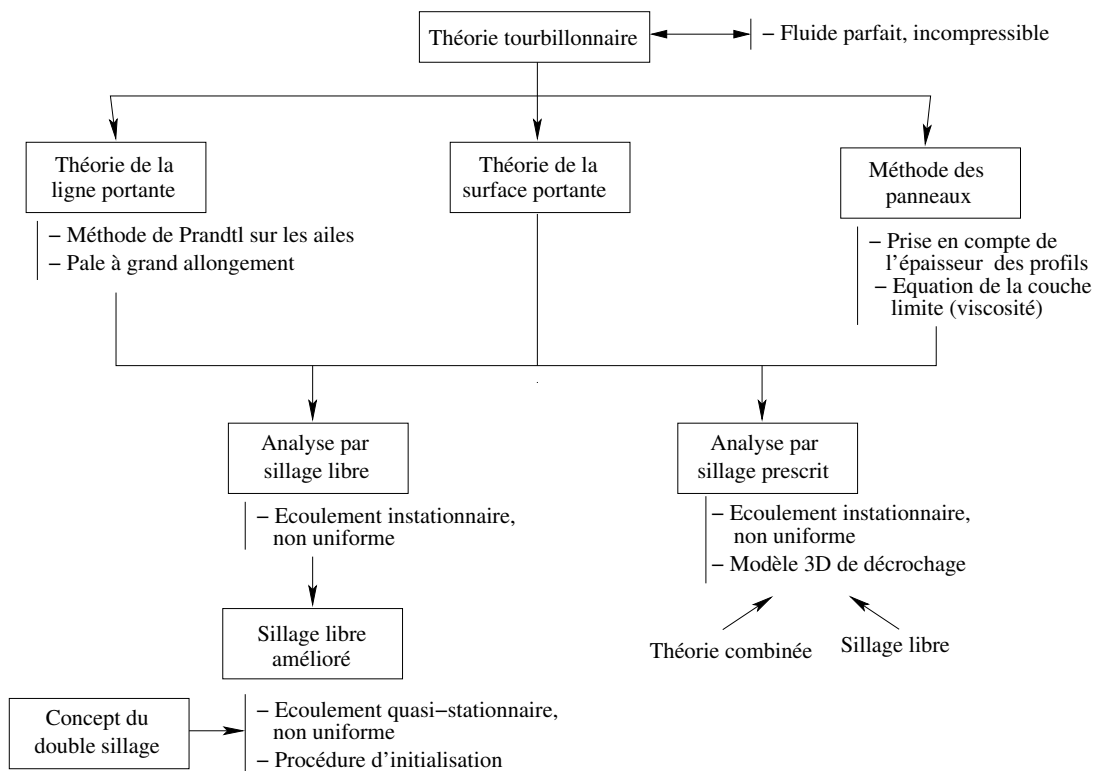 Théorie tourbillonnaire
− Fluide parfait, incompressible
Théorie de la
ligne portante
Théorie de la
surface portante
Méthode des
panneaux
− Méthode de Prandtl sur les ailes
− Pale à grand allongement
− Prise en compte de
l'épaisseur des profils
− Equation de la couche
limite (viscosité)
Analyse par
sillage libre
Analyse par
sillage prescrit
− Ecoulement instationnaire,
non uniforme
− Ecoulement instationnaire,
non uniforme
− Modèle 3D de décrochage
Sillage libre
amélioré
Théorie combinée
Sillage libre
Concept du
double sillage
− Ecoulement quasi−stationnaire,
non uniforme
− Procédure d'initialisation